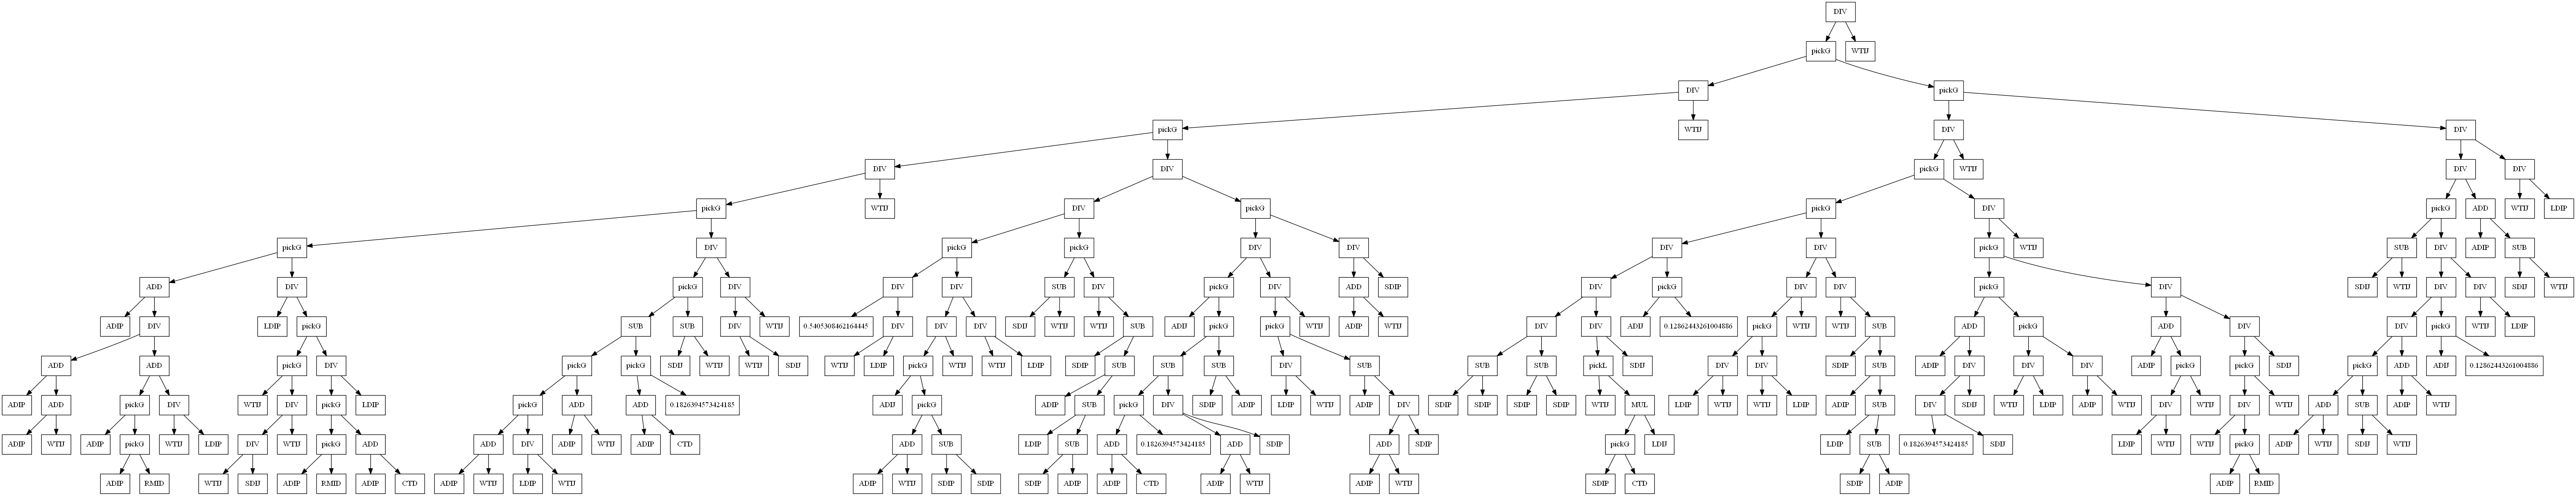 DIV
pickG WTIJ
DIV pickG
pickG WTIJ DIV DIV
DIV DIV pickG WTIJ DIV DIV
pickG WTIJ DIV pickG pickG DIV pickG ADD WTIJ LDIP
pickG DIV pickG pickG DIV DIV DIV DIV pickG WTIJ SUB DIV ADIP SUB
ADD DIV pickG DIV DIV DIV SUB DIV pickG DIV ADD SDIP DIV pickG DIV DIV pickG DIV SDIJ WTIJ DIV DIV SDIJ WTIJ
ADIP DIV LDIP pickG SUB SUB DIV WTIJ 0.5405308462164445 DIV DIV DIV SDIJ WTIJ WTIJ SUB ADIJ pickG pickG WTIJ ADIP WTIJ DIV DIV ADIJ 0.12862443261004886 pickG WTIJ WTIJ SUB ADD pickG ADD DIV DIV pickG WTIJ LDIP
ADD ADD pickG DIV pickG pickG SDIJ WTIJ WTIJ SDIJ WTIJ LDIP pickG WTIJ WTIJ LDIP SDIP SUB SUB SUB DIV SUB SUB SUB pickL SDIJ DIV DIV SDIP SUB ADIP DIV DIV DIV ADIP pickG pickG SDIJ pickG ADD ADIJ 0.12862443261004886
ADIP ADD pickG DIV WTIJ DIV pickG LDIP pickG ADD ADD 0.1826394573424185 ADIJ pickG ADIP SUB pickG DIV SDIP ADIP LDIP WTIJ ADIP DIV SDIP SDIP SDIP SDIP WTIJ MUL LDIP WTIJ WTIJ LDIP ADIP SUB DIV SDIJ WTIJ LDIP ADIP WTIJ DIV WTIJ DIV WTIJ ADD SUB ADIP WTIJ
ADIP WTIJ ADIP pickG WTIJ LDIP DIV WTIJ pickG ADD ADD DIV ADIP WTIJ ADIP CTD ADD SUB LDIP SUB ADD 0.1826394573424185 ADD SDIP ADD SDIP pickG LDIJ LDIP SUB 0.1826394573424185 SDIJ LDIP WTIJ WTIJ pickG ADIP WTIJ SDIJ WTIJ
ADIP RMID WTIJ SDIJ ADIP RMID ADIP CTD ADIP WTIJ LDIP WTIJ ADIP WTIJ SDIP SDIP SDIP ADIP ADIP CTD ADIP WTIJ ADIP WTIJ SDIP CTD SDIP ADIP ADIP RMID